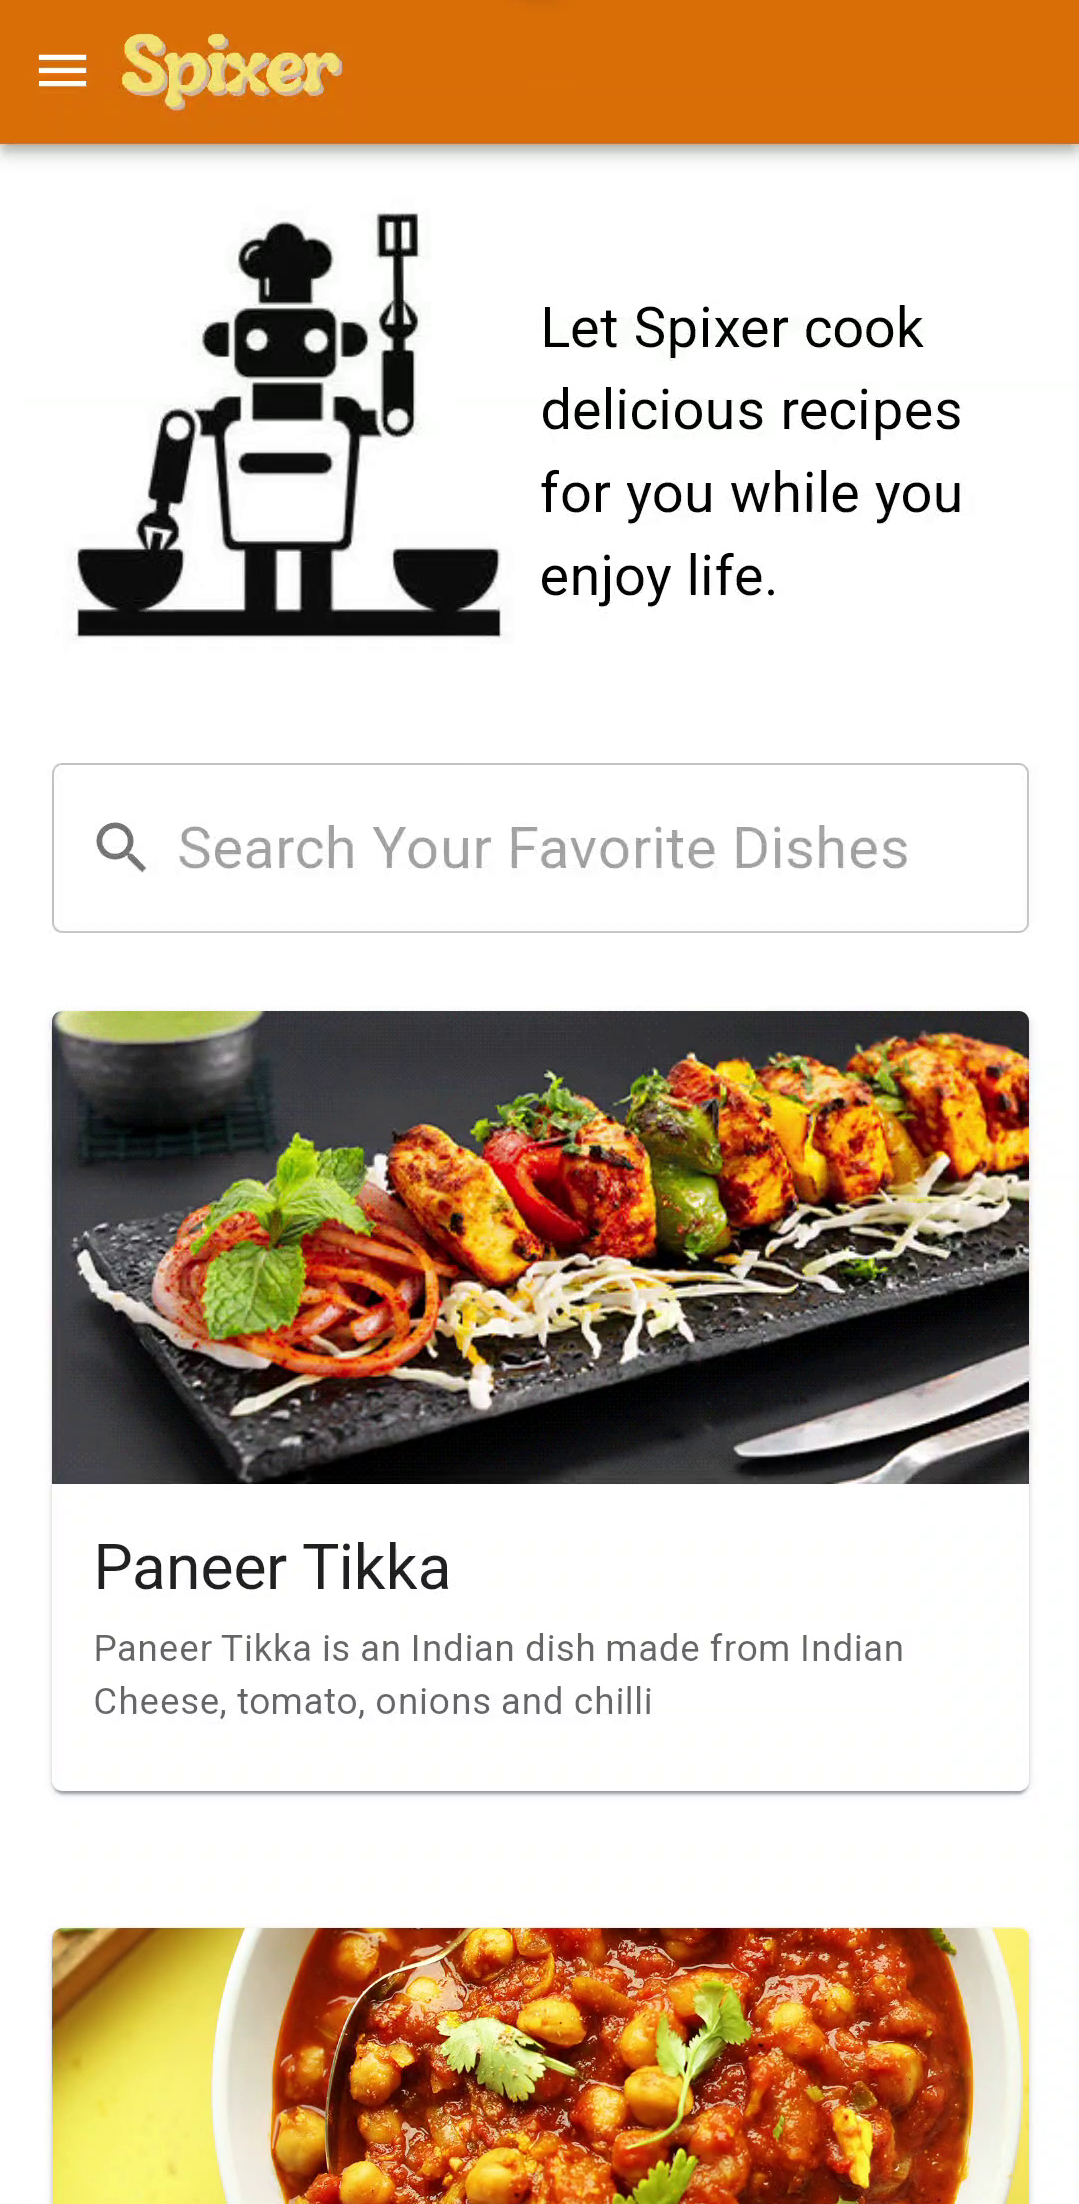 Spixer
Let Spixer cook
delicious recipes
for you while you
enjoy life.
Search Your Favorite Dishes
Paneer Tikka
Paneer Tikka is an Indian dish made from Indian
Cheese, tomato, onions and chilli